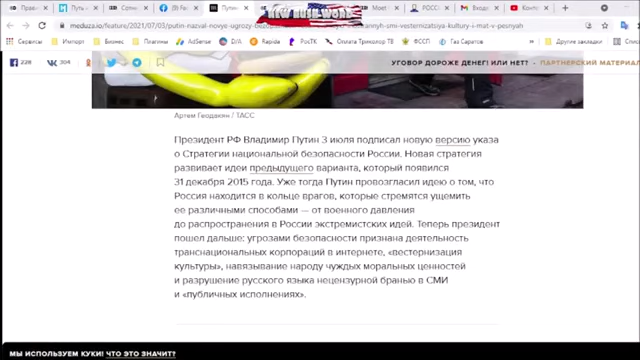 meduza.io/feature/2021/07/03/putin-nazval-novye-ugrozy
annyh-smi-vesternizatsiya-kultury-i-mat-v-pesnyah
Сервисы
Импорт
Rapida
РосТК
Оплата Триколор ТВ
Газ Саратов
Другие закладки
228
304
УГОВОР ДОРОЖЕ ДЕНЕГ! ИЛИ НЕТ? • ПАРТНЕРСКИЙ МАТЕРИАЛ
Артем Геодакян / ТАСС
Президент РФ Владимир Путин 3 июля подписал новую версию указа
о Стратегии национальной безопасности России. Новая стратегия
развивает идеи предыдущего варианта, который появился
31 декабря 2015 года. Уже тогда Путин провозгласил идею о том, что
Россия находится в кольце врагов, которые стремятся ущемить
ее различными способами — от военного давления
до распространения в России экстремистских идей. Теперь президент
пошел дальше: угрозами безопасности признана деятельность
транснациональных корпораций в интернете, «вестернизация
культуры», навязывание народу чуждых моральных ценностей
и разрушение русского языка нецензурной бранью в СМИ
и «публичных исполнениях».
МЫ ИСПОЛЬЗУЕМ КУКИ! ЧТО ЭТО ЗНАЧИТ?